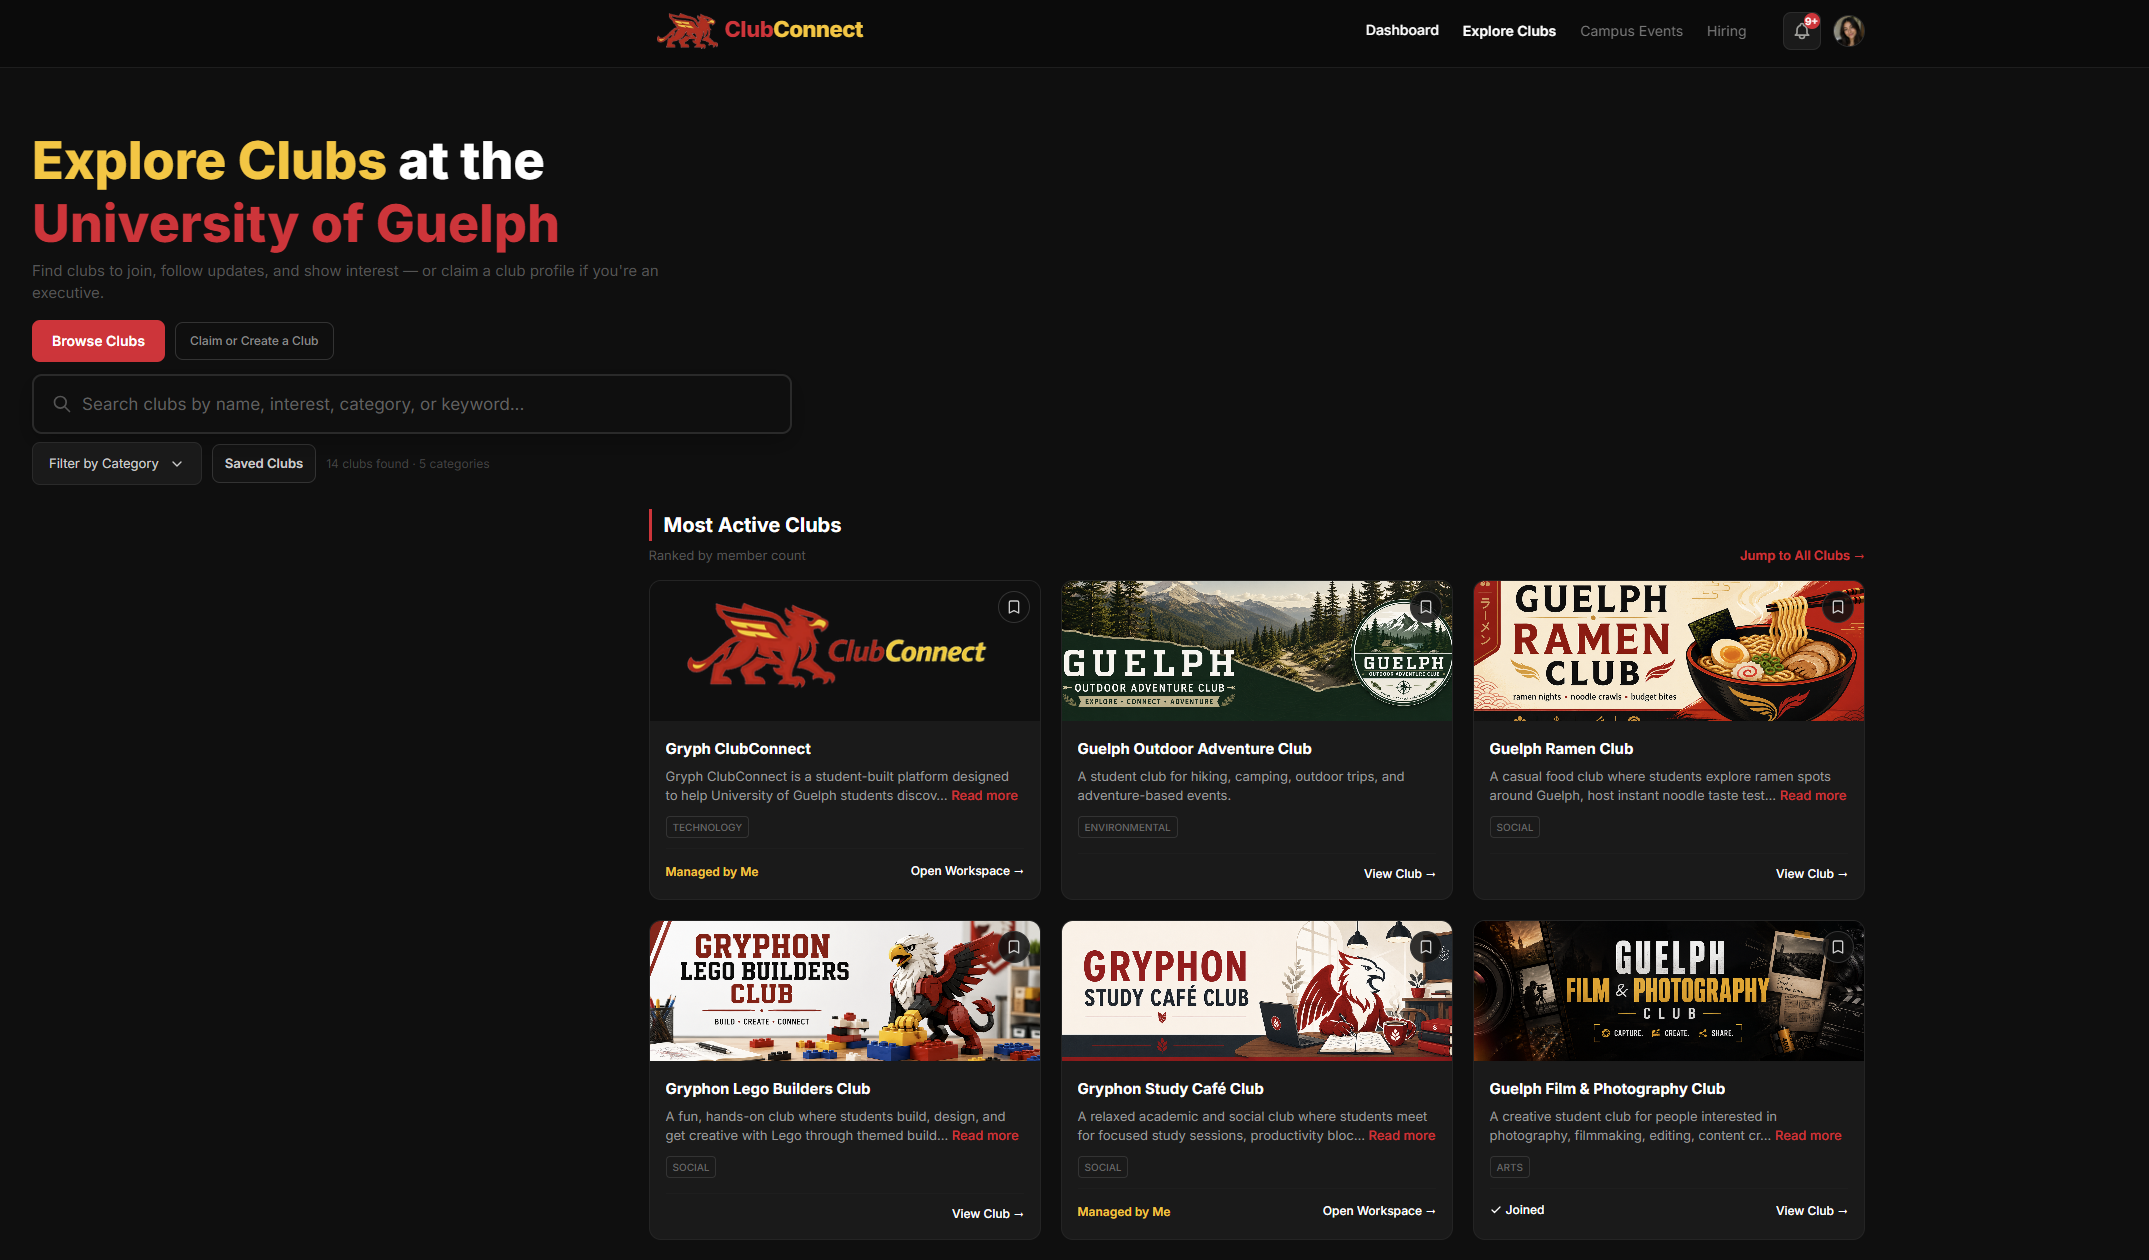 ClubConnect
Dashboard
Explore Clubs
Campus Events
Hiring
9+
Explore Clubs at the
University of Guelph
Find clubs to join, follow updates, and show interest — or claim a club profile if you're an
executive.
Browse Clubs
Claim or Create a Club
Search clubs by name, interest, category, or keyword...
Filter by Category
Saved Clubs
14 clubs found · 5 categories
Most Active Clubs
Ranked by member count
Jump to All Clubs →
ClubConnect
Gryph ClubConnect
Gryph ClubConnect is a student-built platform designed
to help University of Guelph students discov... Read more
TECHNOLOGY
Managed by Me
Open Workspace →
GUELPH
OUTDOOR ADVENTURE CLUB
EXPLORE • CONNECT • ADVENTURE
GUELPH
OUTDOOR ADVENTURE CLUB
Guelph Outdoor Adventure Club
A student club for hiking, camping, outdoor trips, and
adventure-based events.
ENVIRONMENTAL
View Club →
ラーメン
GUELPH
RAMEN
CLUB
ramen nights • noodle crawls • budget bites
Guelph Ramen Club
A casual food club where students explore ramen spots
around Guelph, host instant noodle taste test... Read more
SOCIAL
View Club →
GRYPHON
LEGO BUILDERS
CLUB
BUILD • CREATE • CONNECT
Gryphon Lego Builders Club
A fun, hands-on club where students build, design, and
get creative with Lego through themed build... Read more
SOCIAL
View Club →
GRYPHON
STUDY CAFÉ CLUB
Gryphon Study Café Club
A relaxed academic and social club where students meet
for focused study sessions, productivity bloc... Read more
SOCIAL
Managed by Me
Open Workspace →
GUELPH
FILM & PHOTOGRAPHY
CLUB
CAPTURE. CREATE. SHARE.
Guelph Film & Photography Club
A creative student club for people interested in
photography, filmmaking, editing, content cr... Read more
ARTS
✓ Joined
View Club →